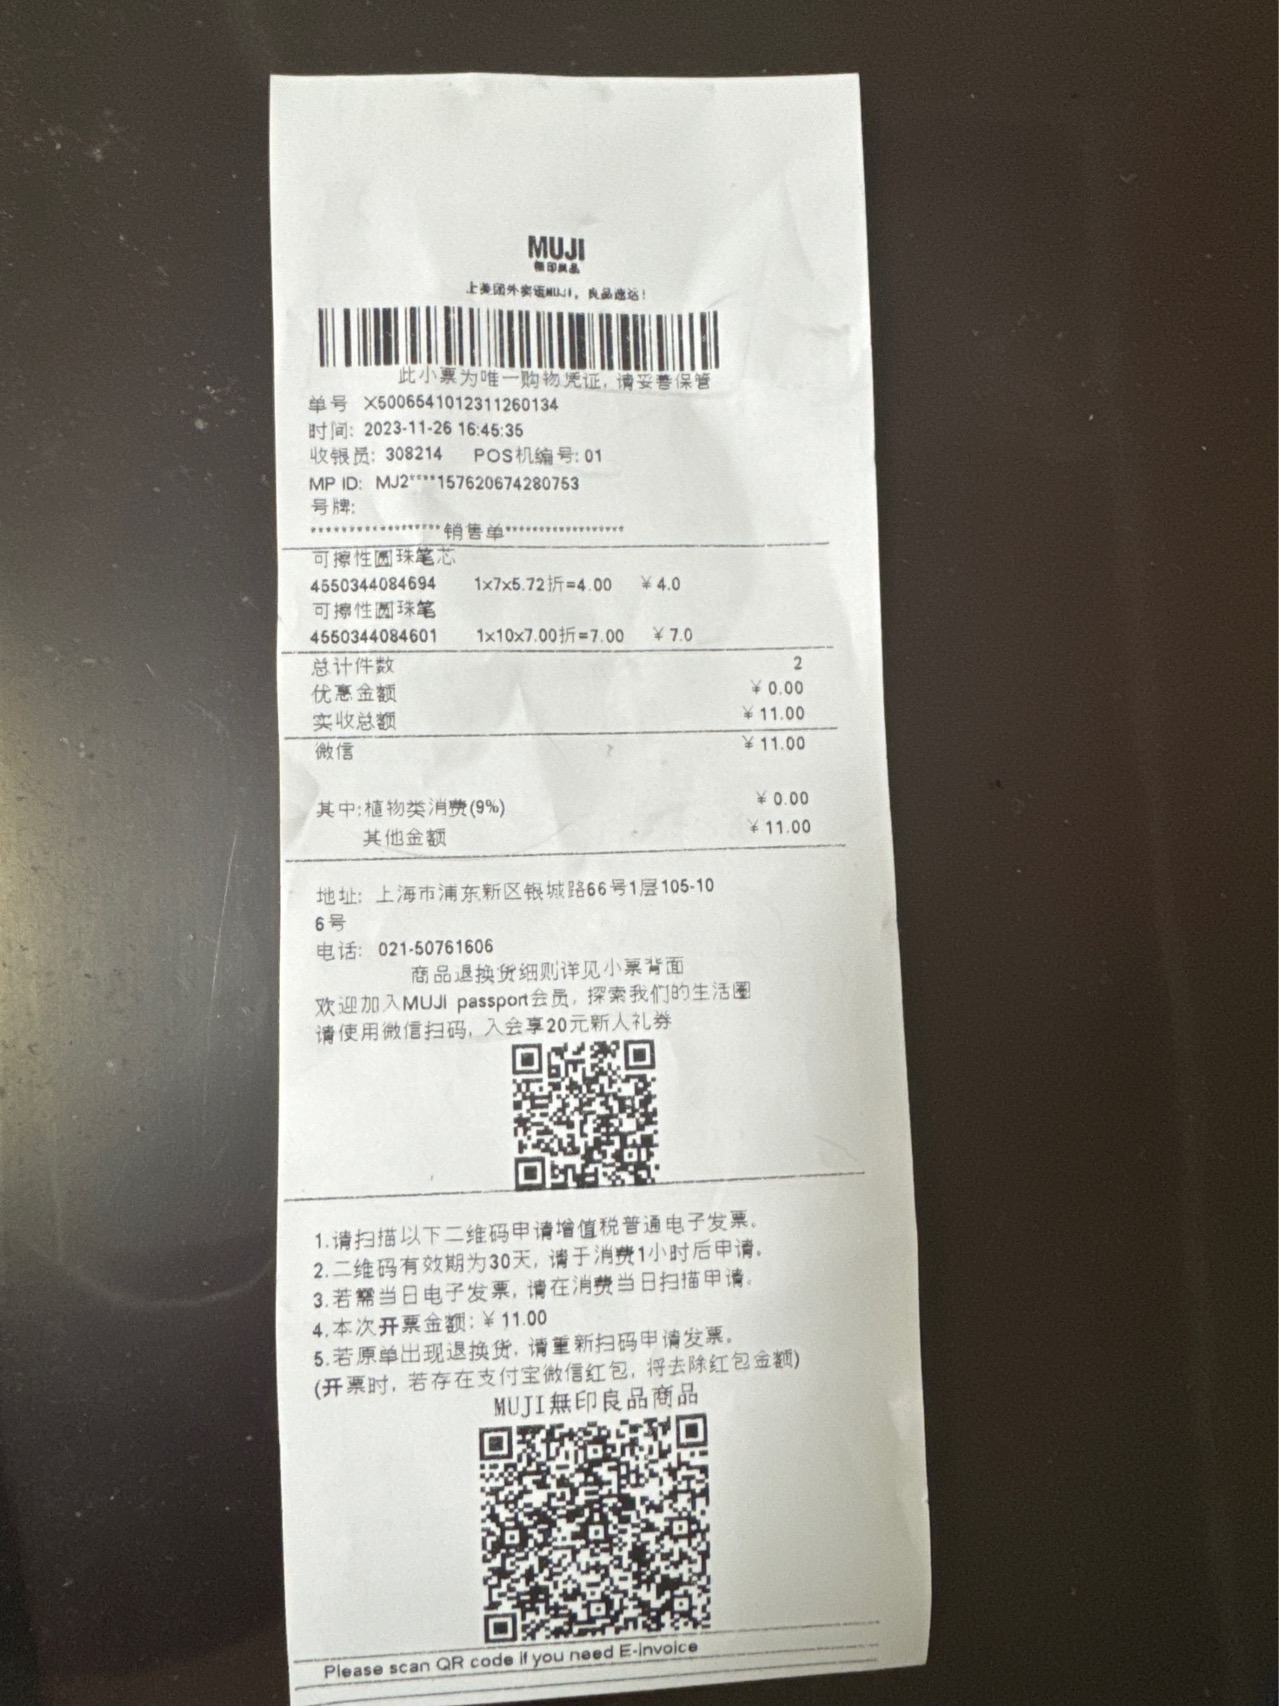 MUJI
無印良品
上美团外卖逛MUJI，良品速达！
此小票为唯一购物凭证，请妥善保管
单号 X5006541012311260134
时间: 2023-11-26 16:45:35
收银员: 308214 POS机编号: 01
MP ID: MJ2****157620674280753
号牌:
******************销售单*****************
可擦性圆珠笔芯
4550344084694 1x7x5.72折=4.00 ￥4.0
可擦性圆珠笔
4550344084601 1x10x7.00折=7.00 ￥7.0
总计件数 2
优惠金额 ￥0.00
实收总额 ￥11.00
微信 ￥11.00
其中:植物类消费(9%) ￥0.00
其他金额 ￥11.00
地址: 上海市浦东新区银城路66号1层105-10
6号
电话: 021-50761606
商品退换货细则详见小票背面
欢迎加入MUJI passport会员，探索我们的生活圈
请使用微信扫码，入会享20元新人礼券
1.请扫描以下二维码申请增值税普通电子发票。
2.二维码有效期为30天，请于消费1小时后申请。
3.若需当日电子发票，请在消费当日扫描申请。
4.本次开票金额:￥11.00
5.若原单出现退换货，请重新扫码申请发票。
(开票时，若存在支付宝微信红包，将去除红包金额)
MUJI無印良品商品
Please scan QR code if you need E-invoice